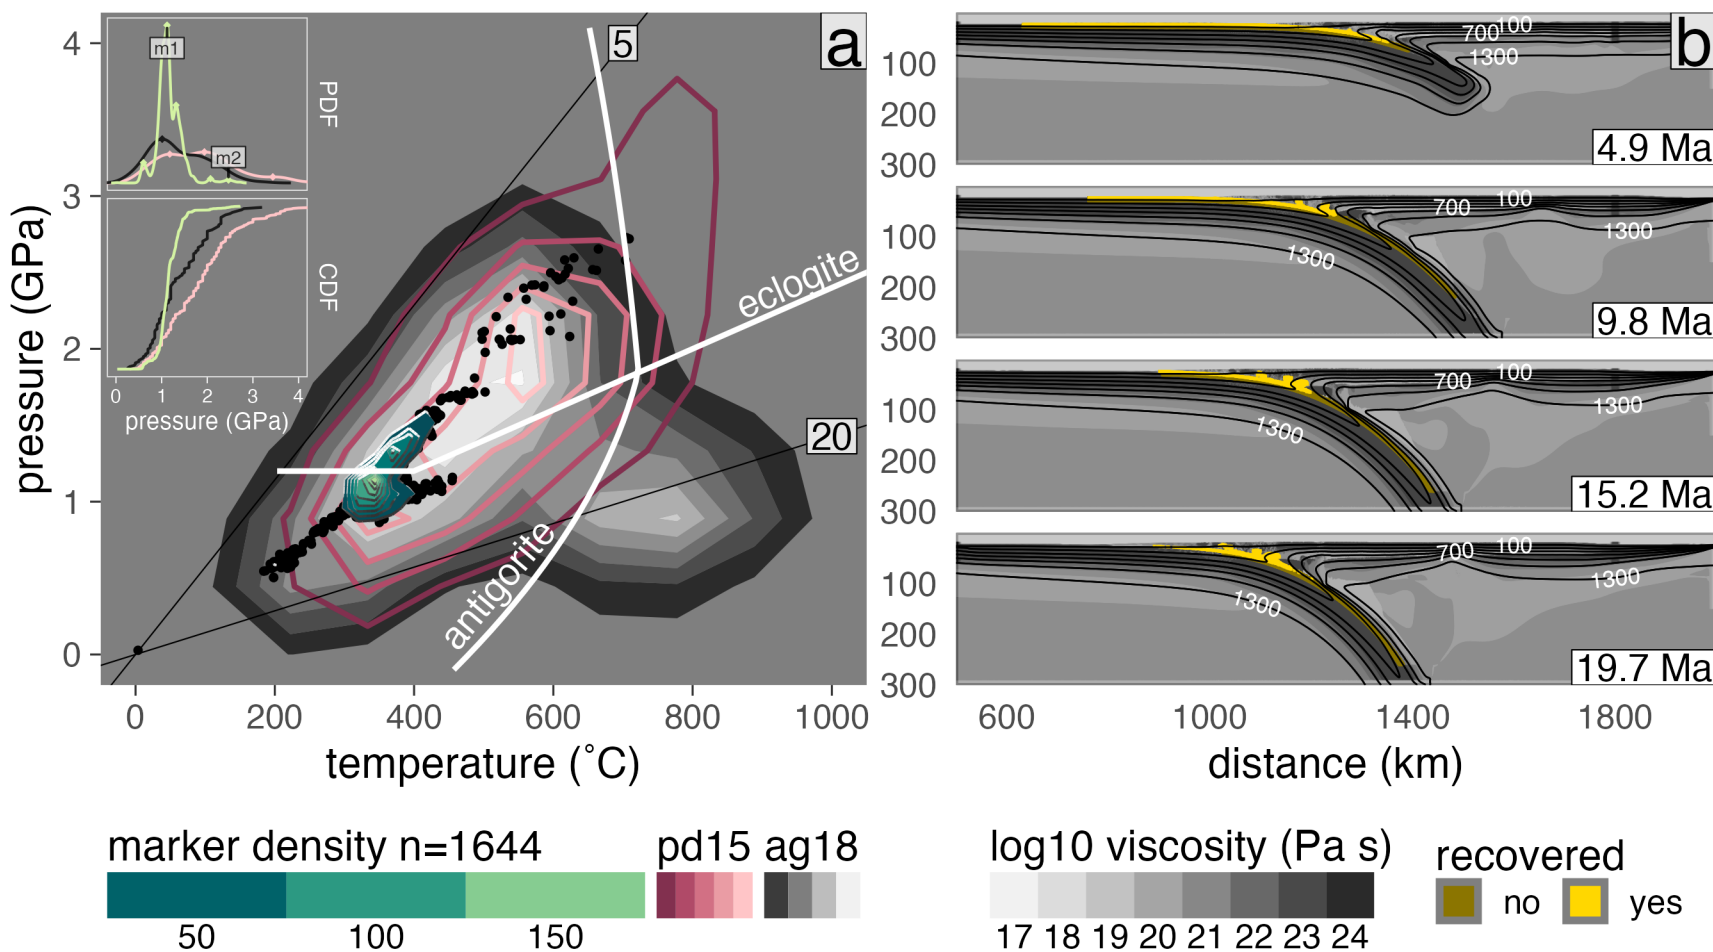 a
4
3
2
1
0
pressure (GPa)
0
200
400
600
800
1000
temperature (˚C)
5
20
eclogite
antigorite
m1
m2
PDF
CDF
0 1 2 3 4
pressure (GPa)
b
100
200
300
700
100
1300
4.9 Ma
100
200
300
700
100
1300
1300
9.8 Ma
100
200
300
700
100
1300
1300
15.2 Ma
100
200
300
700
100
1300
1300
19.7 Ma
600
1000
1400
1800
distance (km)
marker density n=1644
50
100
150
pd15
ag18
log10 viscosity (Pa s)
17 18 19 20 21 22 23 24
recovered
no
yes